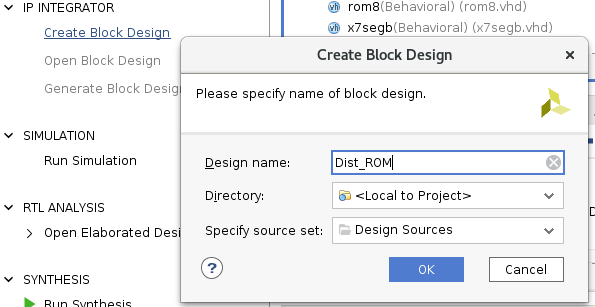 IP INTEGRATOR
Create Block Design
Open Block Design
Generate Block Design
SIMULATION
Run Simulation
RTL ANALYSIS
Open Elaborated Desi
SYNTHESIS
Run Synthesis
rom8(Behavioral) (rom8.vhd)
x7segb(Behavioral) (x7segb.vhd)
Create Block Design
Please specify name of block design.
Design name: Dist_ROM
Directory: <Local to Project>
Specify source set: Design Sources
? OK Cancel